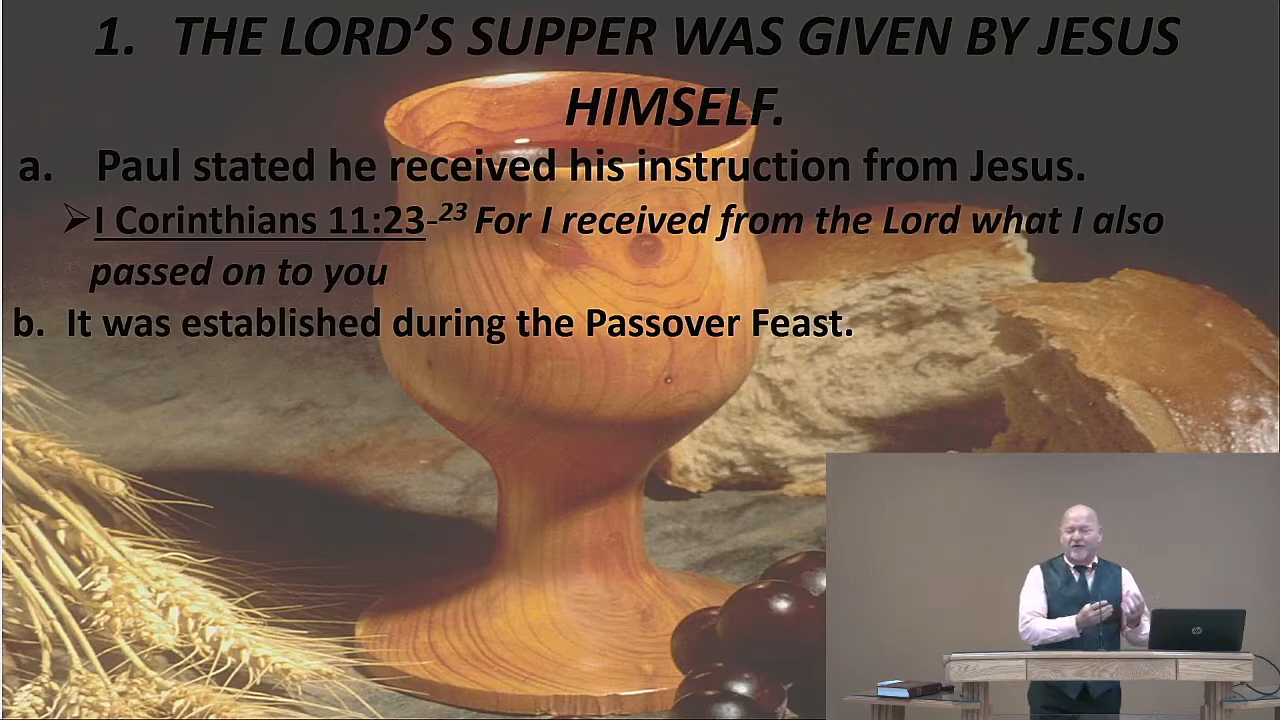 1. THE LORD’S SUPPER WAS GIVEN BY JESUS
HIMSELF.
a. Paul stated he received his instruction from Jesus.
➢I Corinthians 11:23-²³ For I received from the Lord what I also
passed on to you
b. It was established during the Passover Feast.
hp